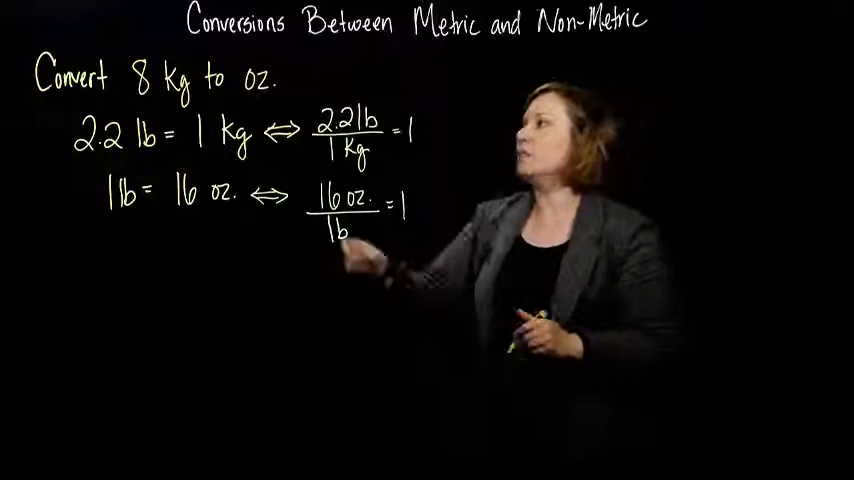 Conversions Between Metric and Non-Metric
Convert 8 kg to oz.
2.2 lb = 1 kg ⇔ 2.2 lb / 1 kg = 1
1 lb = 16 oz. ⇔ 16 oz. / lb = 1